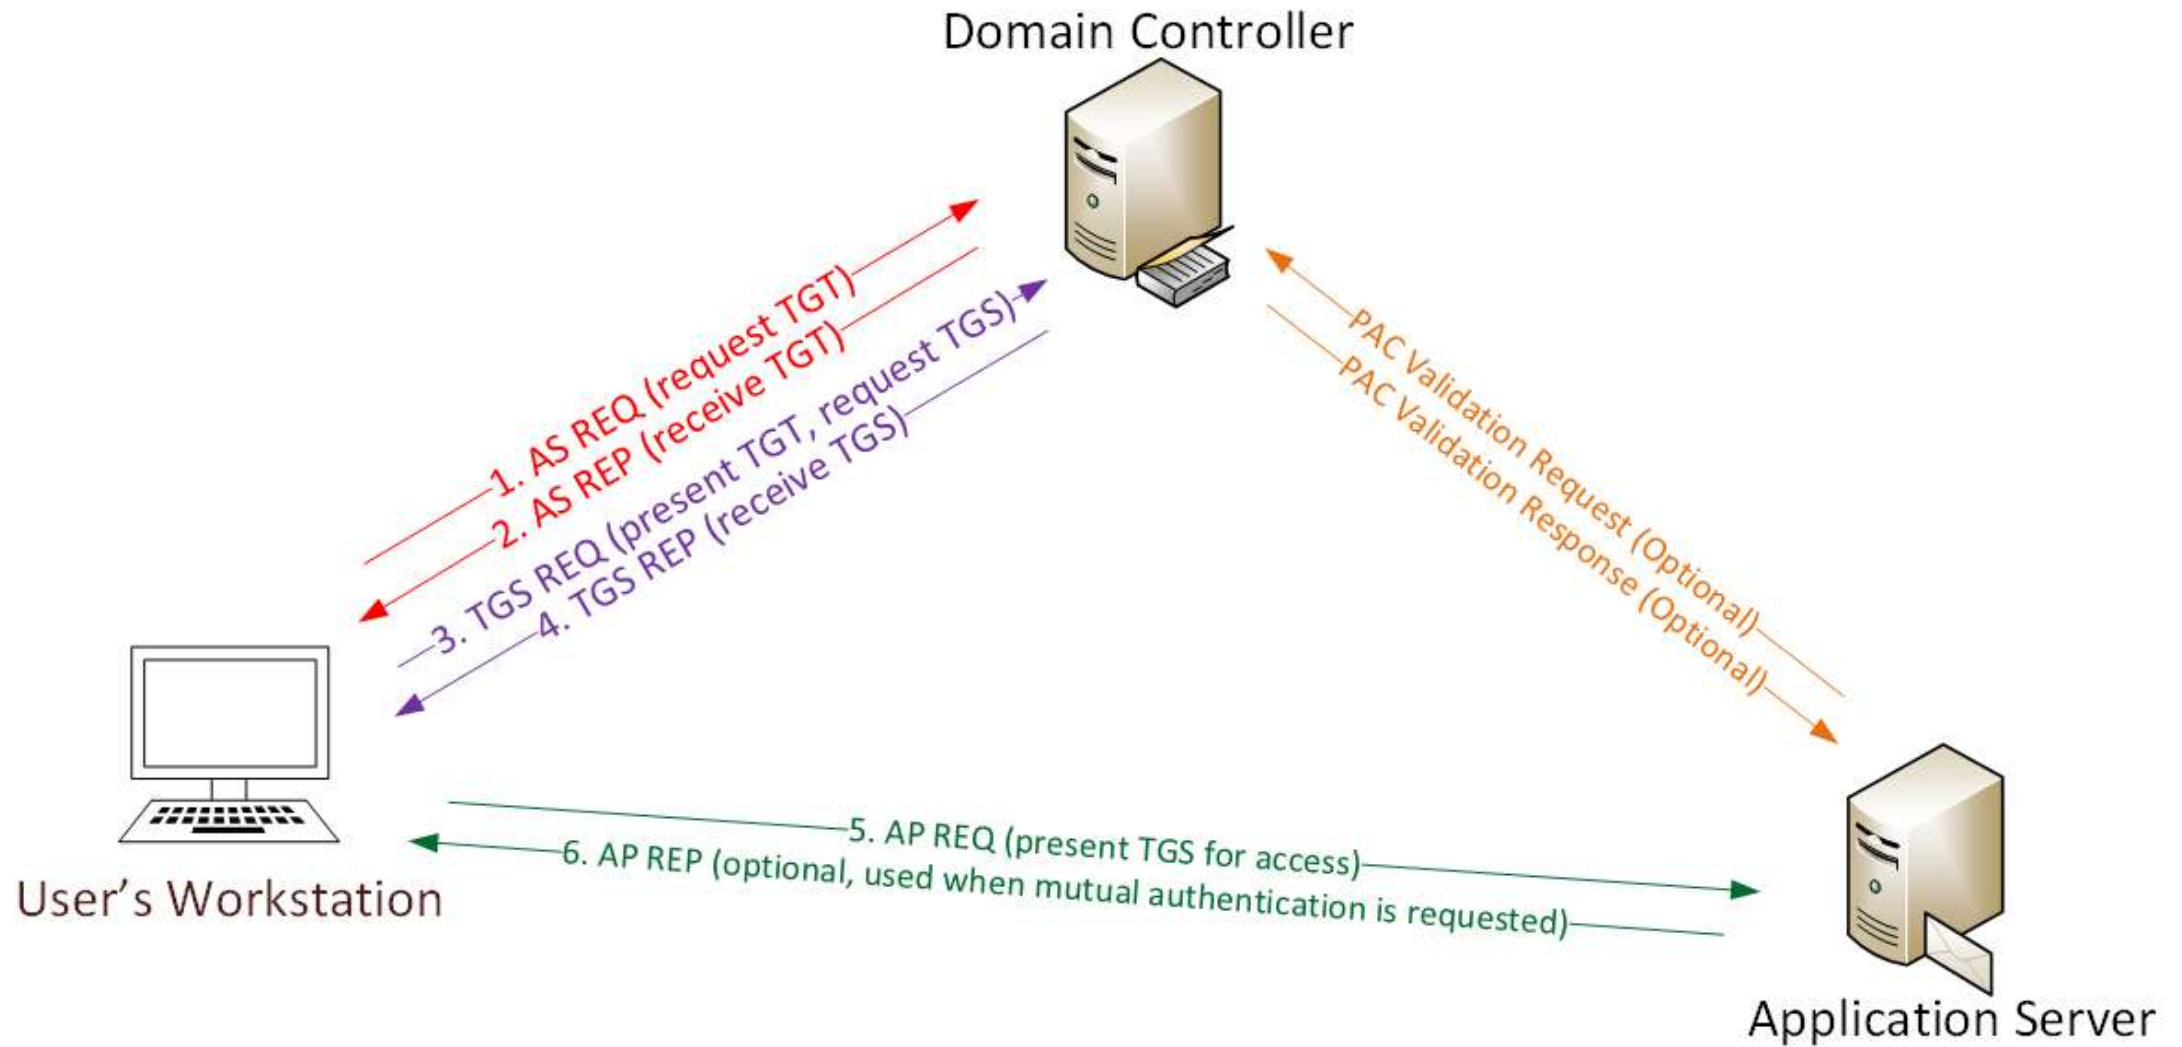 Domain Controller
1. AS REQ (request TGT)
2. AS REP (receive TGT)
3. TGS REQ (present TGT, request TGS)
4. TGS REP (receive TGS)
PAC Validation Request (Optional)
PAC Validation Response (Optional)
5. AP REQ (present TGS for access)
6. AP REP (optional, used when mutual authentication is requested)
User’s Workstation
Application Server